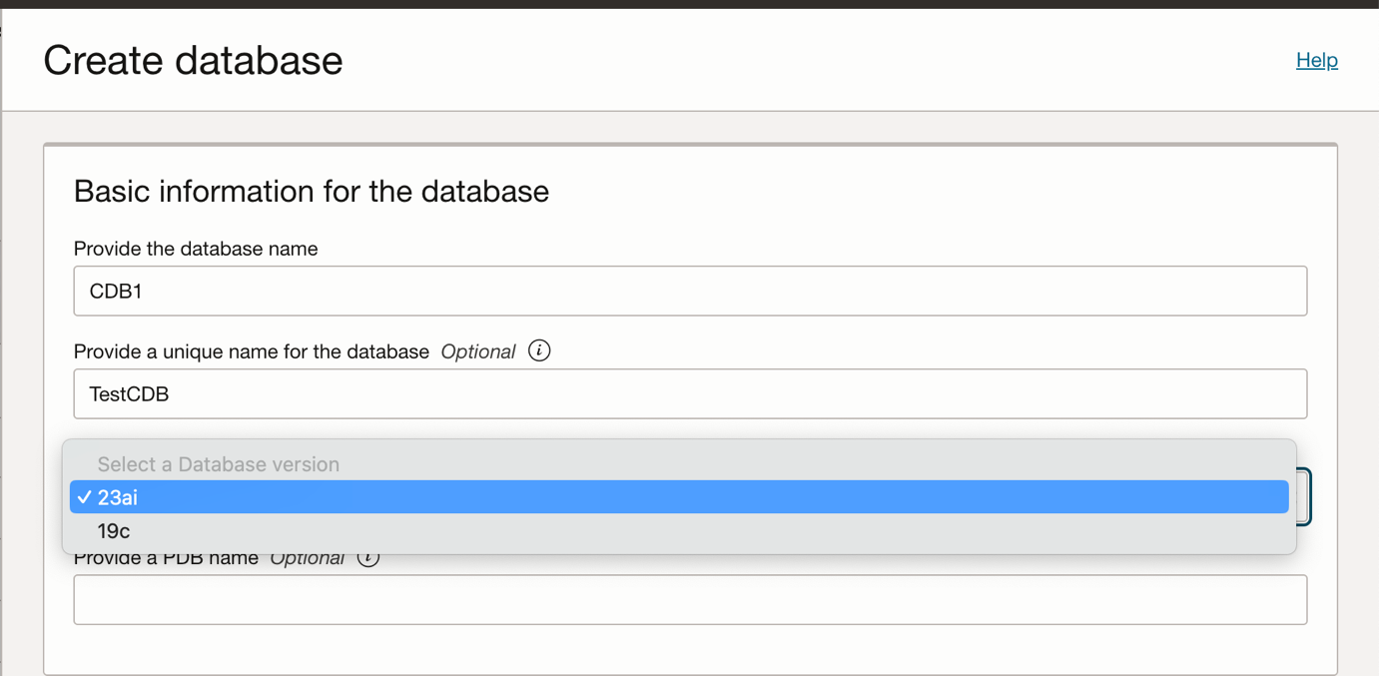 Create database
Help
Basic information for the database
Provide the database name
CDB1
Provide a unique name for the database Optional i
TestCDB
Select a Database version
✓ 23ai
19c
Provide a PDB name Optional i